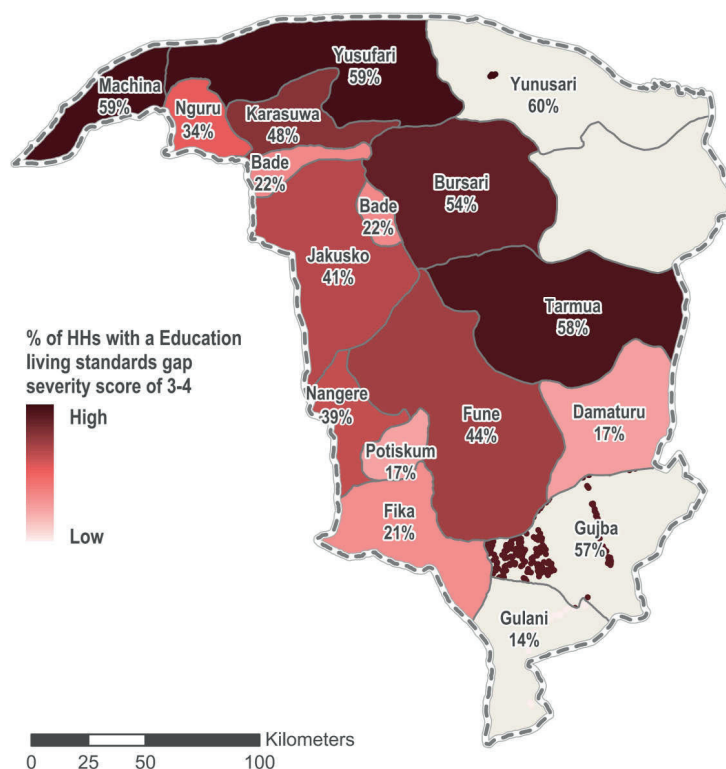 Machina
59%
Yusufari
59%
Yunusari
60%
Nguru
34%
Karasuwa
48%
Bade
22%
Bursari
54%
Bade
22%
Jakusko
41%
Tarmua
58%
% of HHs with a Education
living standards gap
severity score of 3-4
High
Low
Nangere
39%
Fune
44%
Damaturu
17%
Potiskum
17%
Fika
21%
Gujba
57%
Gulani
14%
Kilometers
0 25 50 100